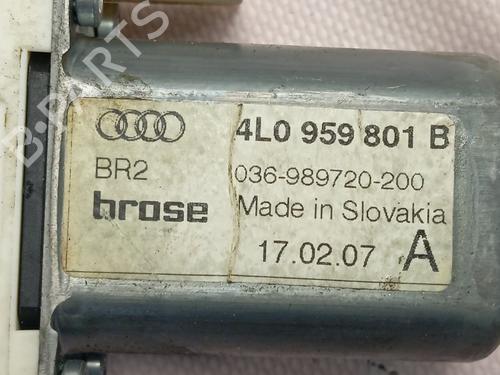 B-PARTS
4L0 959 801 B
BR2
036-989720-200
brose
Made in Slovakia
17.02.07 A